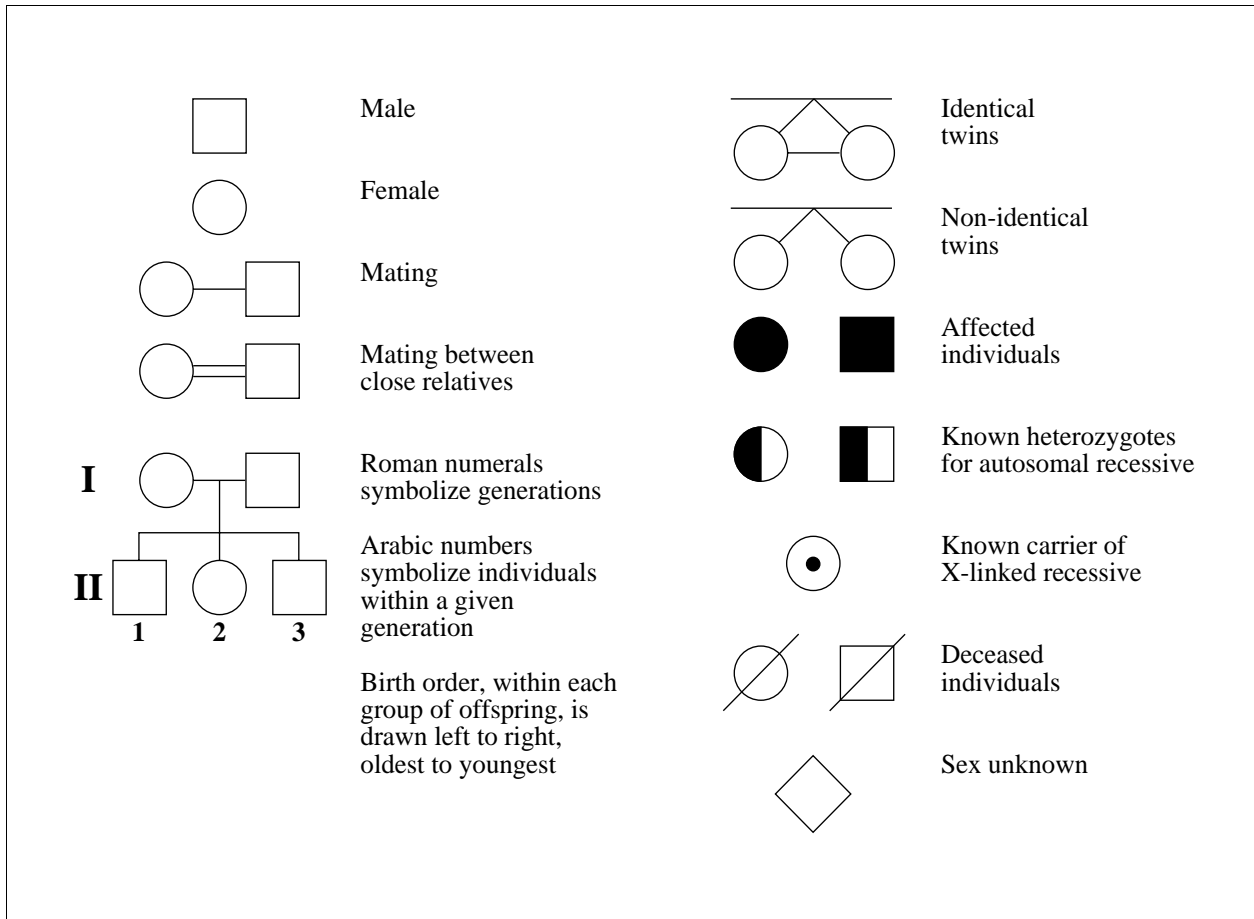 Male
Female
Mating
Mating between
close relatives
I
Roman numerals
symbolize generations
II
1 2 3
Arabic numbers
symbolize individuals
within a given
generation
Birth order, within each
group of offspring, is
drawn left to right,
oldest to youngest
Identical
twins
Non-identical
twins
Affected
individuals
Known heterozygotes
for autosomal recessive
Known carrier of
X-linked recessive
Deceased
individuals
Sex unknown